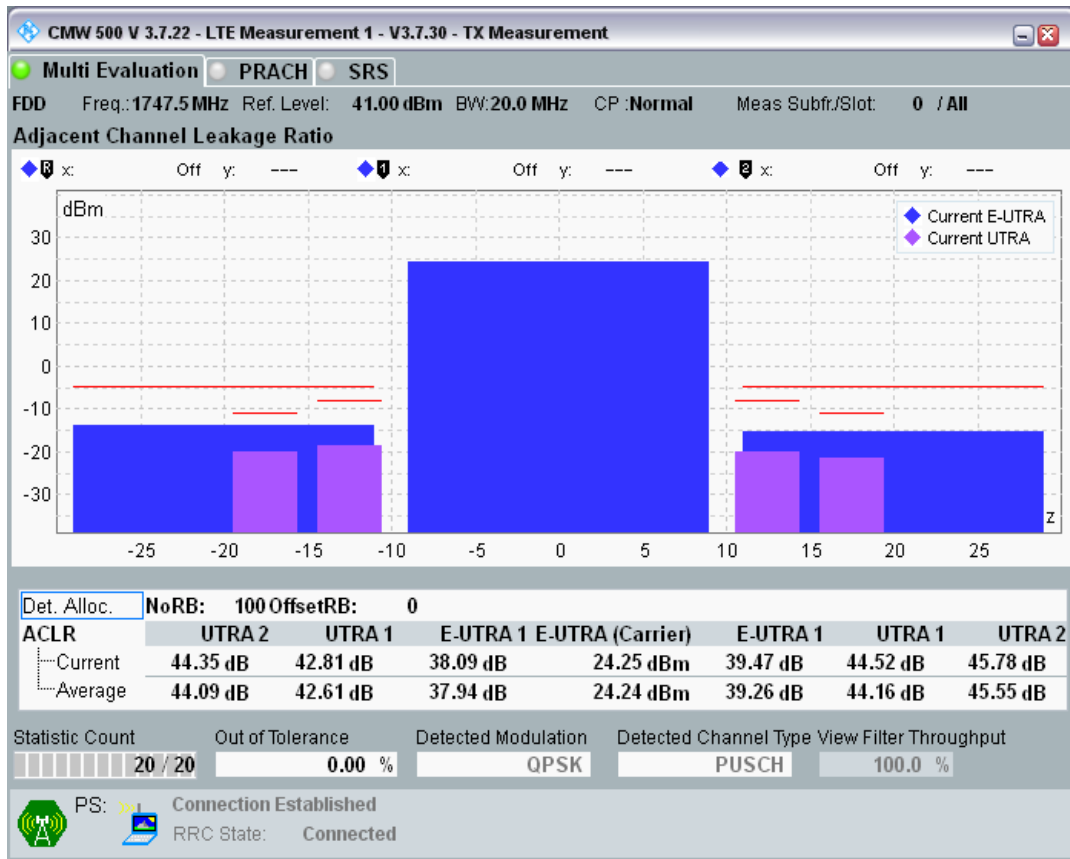 CMW 500 V 3.7.22 - LTE Measurement 1 - V3.7.30 - TX Measurement
Multi Evaluation PRACH SRS
FDD Freq.:1747.5 MHz Ref. Level: 41.00 dBm BW:20.0 MHz CP :Normal Meas Subfr./Slot: 0 / All
Adjacent Channel Leakage Ratio
R x: Off y: --- 1 x: Off y: --- 2 x: Off y: ---
dBm
Current E-UTRA
Current UTRA
30
20
10
0
-10
-20
-30
z
-25 -20 -15 -10 -5 0 5 10 15 20 25
Det. Alloc. NoRB: 100 OffsetRB: 0
ACLR UTRA 2 UTRA 1 E-UTRA 1 E-UTRA (Carrier) E-UTRA 1 UTRA 1 UTRA 2
Current 44.35 dB 42.81 dB 38.09 dB 24.25 dBm 39.47 dB 44.52 dB 45.78 dB
Average 44.09 dB 42.61 dB 37.94 dB 24.24 dBm 39.26 dB 44.16 dB 45.55 dB
Statistic Count Out of Tolerance Detected Modulation Detected Channel Type View Filter Throughput
20 / 20 0.00 % QPSK PUSCH 100.0 %
PS: Connection Established
RRC State: Connected